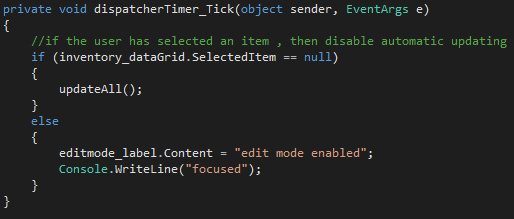 private void dispatcherTimer_Tick(object sender, EventArgs e)
{
    //if the user has selected an item , then disable automatic updating
    if (inventory_dataGrid.SelectedItem == null)
    {
        updateAll();
    }
    else
    {
        editmode_label.Content = "edit mode enabled";
        Console.WriteLine("focused");
    }
}